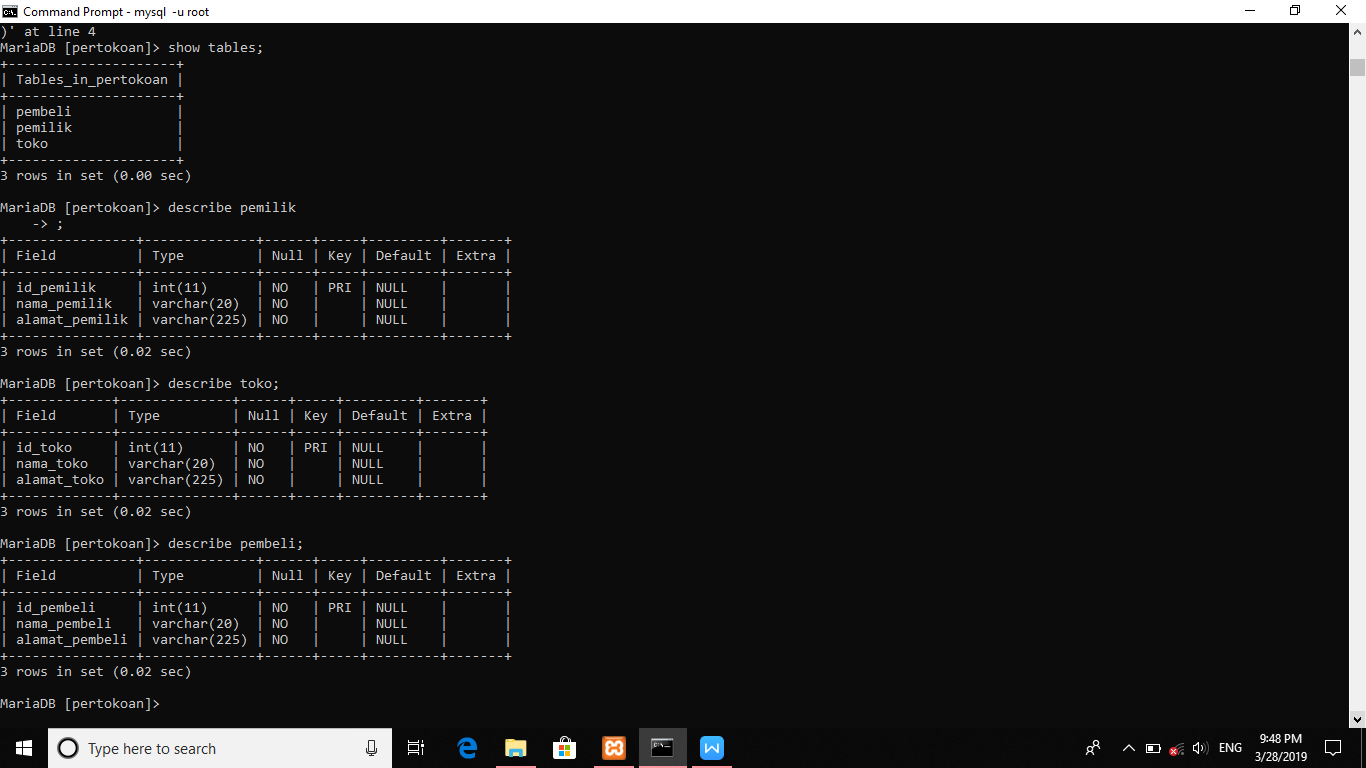 Command Prompt - mysql  -u root
)' at line 4
MariaDB [pertokoan]> show tables;
+---------------------+
| Tables_in_pertokoan |
+---------------------+
| pembeli             |
| pemilik             |
| toko                |
+---------------------+
3 rows in set (0.00 sec)

MariaDB [pertokoan]> describe pemilik
    -> ;
+----------------+--------------+------+-----+---------+-------+
| Field          | Type         | Null | Key | Default | Extra |
+----------------+--------------+------+-----+---------+-------+
| id_pemilik     | int(11)      | NO   | PRI | NULL    |       |
| nama_pemilik   | varchar(20)  | NO   |     | NULL    |       |
| alamat_pemilik | varchar(225) | NO   |     | NULL    |       |
+----------------+--------------+------+-----+---------+-------+
3 rows in set (0.02 sec)

MariaDB [pertokoan]> describe toko;
+-------------+--------------+------+-----+---------+-------+
| Field       | Type         | Null | Key | Default | Extra |
+-------------+--------------+------+-----+---------+-------+
| id_toko     | int(11)      | NO   | PRI | NULL    |       |
| nama_toko   | varchar(20)  | NO   |     | NULL    |       |
| alamat_toko | varchar(225) | NO   |     | NULL    |       |
+-------------+--------------+------+-----+---------+-------+
3 rows in set (0.02 sec)

MariaDB [pertokoan]> describe pembeli;
+----------------+--------------+------+-----+---------+-------+
| Field          | Type         | Null | Key | Default | Extra |
+----------------+--------------+------+-----+---------+-------+
| id_pembeli     | int(11)      | NO   | PRI | NULL    |       |
| nama_pembeli   | varchar(20)  | NO   |     | NULL    |       |
| alamat_pembeli | varchar(225) | NO   |     | NULL    |       |
+----------------+--------------+------+-----+---------+-------+
3 rows in set (0.02 sec)

MariaDB [pertokoan]>
Type here to search
ENG
9:48 PM
3/28/2019